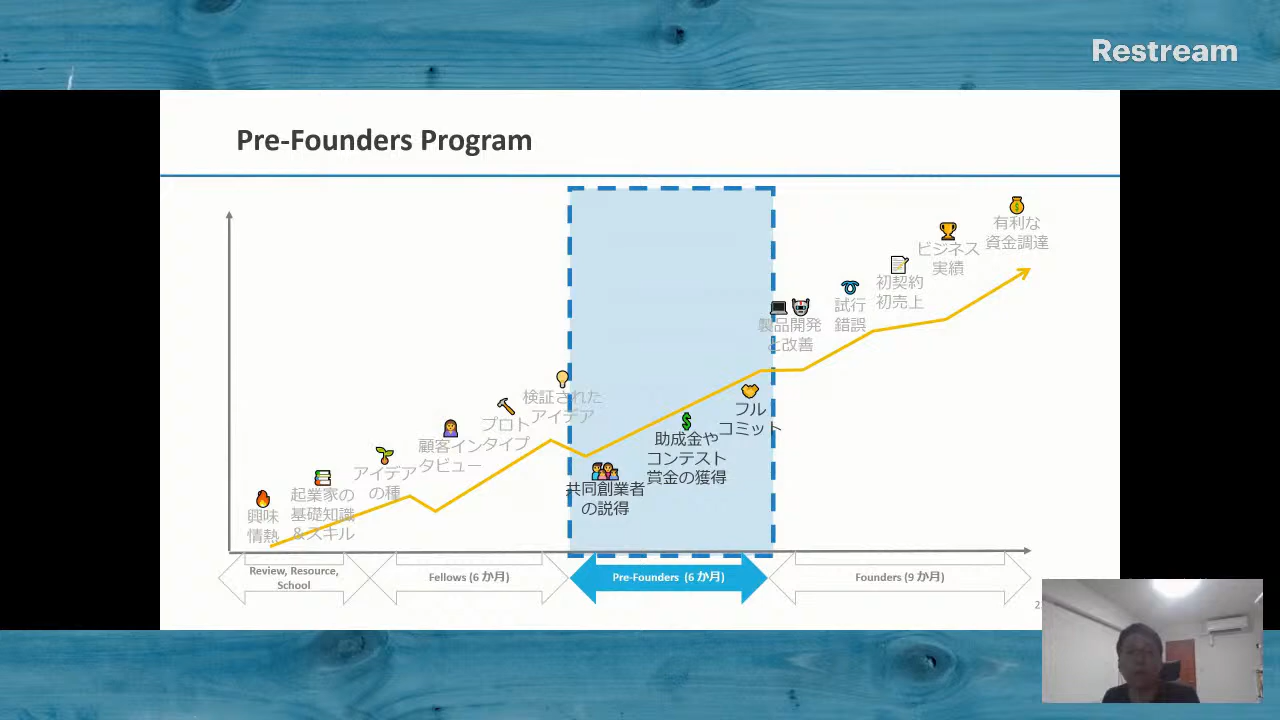 Restream
Pre-Founders Program
有利な
資金調達
ビジネス
実績
初契約
初売上
試行
錯誤
製品開発
と改善
検証された
アイデア
プロト
タイプ
顧客イン
タビュー
アイデア
の種
起業家の
基礎知識
&スキル
興味
情熱
フル
コミット
助成金や
コンテスト
賞金の獲得
共同創業者
の説得
Review, Resource,
School
Fellows (6 か月)
Pre-Founders (6 か月)
Founders (9 か月)
2